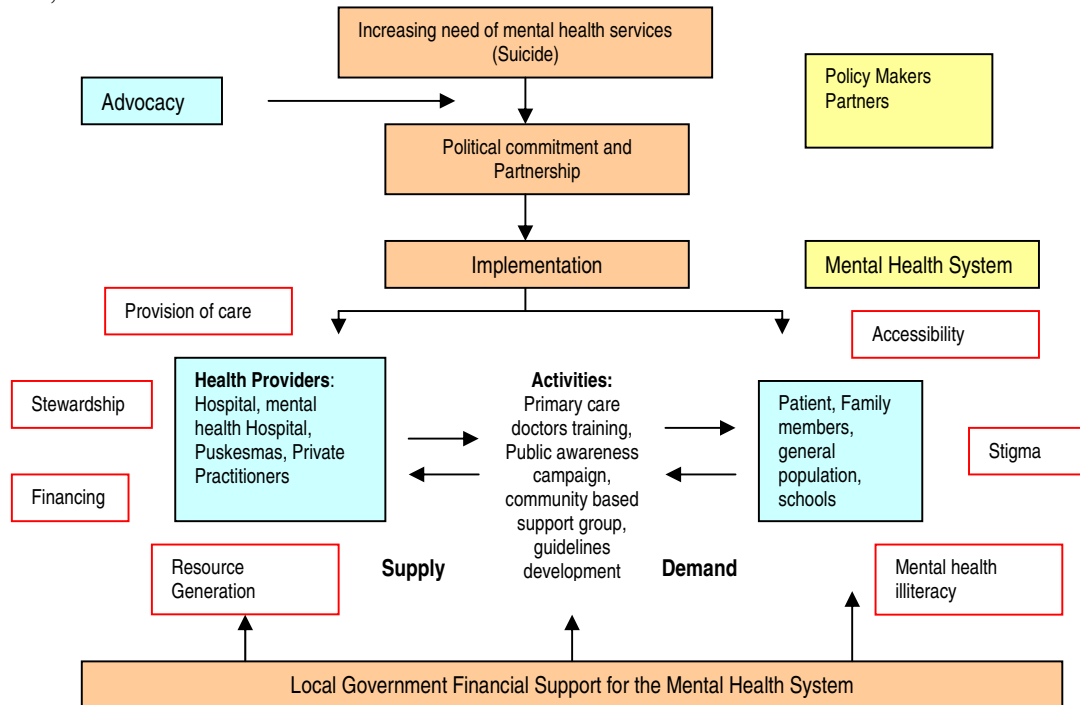 Increasing need of mental health services
(Suicide)
Policy Makers
Partners
Advocacy
Political commitment and
Partnership
Implementation
Mental Health System
Provision of care
Accessibility
Health Providers:
Hospital, mental
health Hospital,
Puskesmas, Private
Practitioners
Activities:
Primary care
doctors training,
Public awareness
campaign,
community based
support group,
guidelines
development
Patient, Family
members,
general
population,
schools
Stewardship
Stigma
Financing
Resource
Generation
Supply
Demand
Mental health
illiteracy
Local Government Financial Support for the Mental Health System